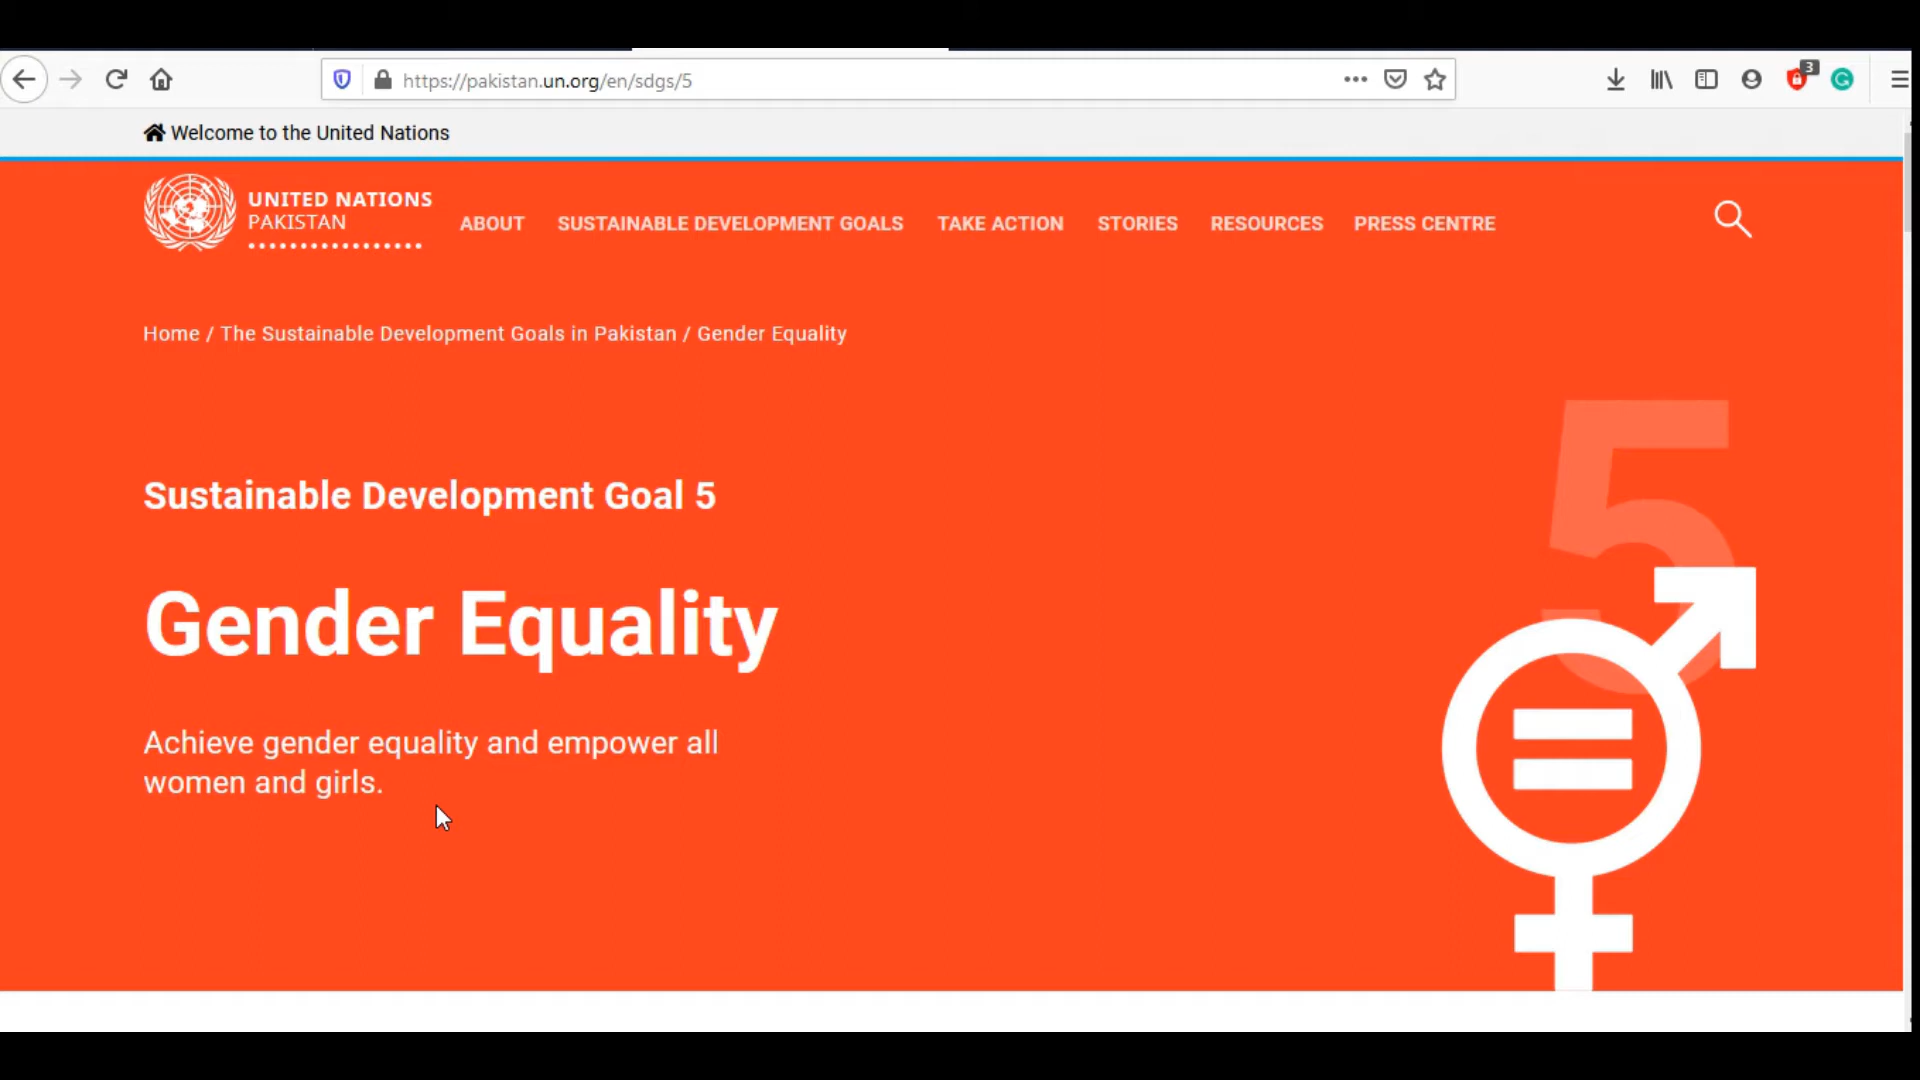 https://pakistan.un.org/en/sdgs/5
3
Welcome to the United Nations
UNITED NATIONS
PAKISTAN
ABOUT SUSTAINABLE DEVELOPMENT GOALS TAKE ACTION STORIES RESOURCES PRESS CENTRE
Home / The Sustainable Development Goals in Pakistan / Gender Equality
5
Sustainable Development Goal 5
Gender Equality
Achieve gender equality and empower all
women and girls.